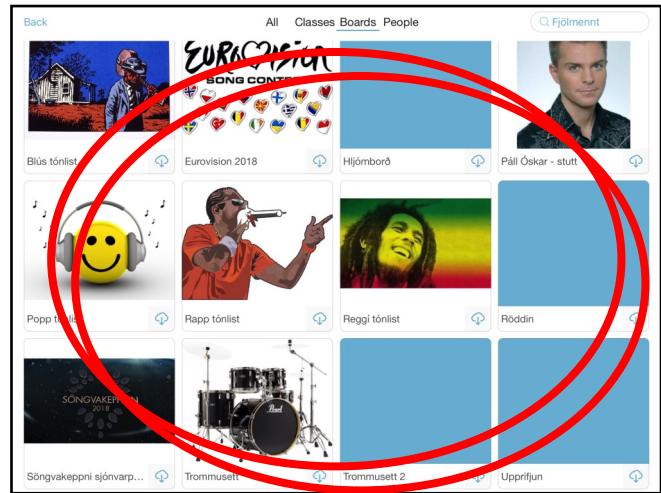 Back
All Classes Boards People
Fjölmennt
EUROVISION
SONG CONTEST
Blús tónlist
Eurovision 2018
Hljómborð
Páll Óskar - stutt
Popp tónlist
Rapp tónlist
Reggí tónlist
Röddin
SÖNGVAKEPPNIN
2018
Pearl
Söngvakeppni sjónvarp...
Trommusett
Trommusett 2
Upprifjun